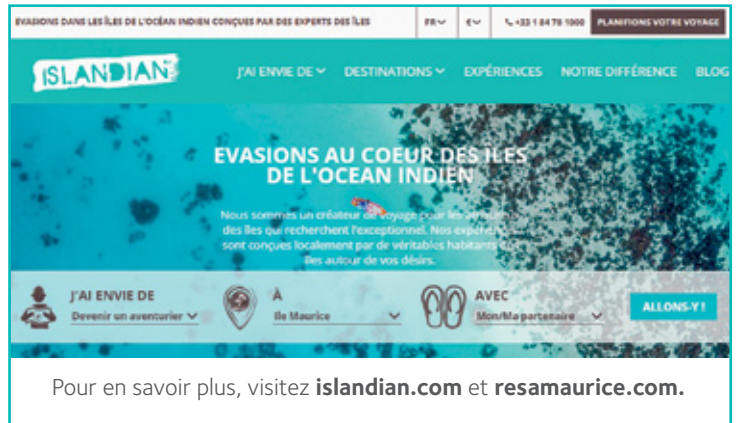 EVASIONS DANS LES ÎLES DE L'OCÉAN INDIEN CONÇUES PAR DES EXPERTS DES ÎLES
FR
€
+33 1 84 78 1000
PLANIFIONS VOTRE VOYAGE
ISLANDIAN
J'AI ENVIE DE
DESTINATIONS
EXPÉRIENCES
NOTRE DIFFÉRENCE
BLOG
EVASIONS AU COEUR DES ILES
DE L'OCEAN INDIEN
Nous sommes un créateur de voyage pour les
des îles qui recherchent l'exceptionnel. Nos
sont conçues localement par de véritables habitants
îles autour de vos désirs.
J'AI ENVIE DE
Devenir un aventurier
À
Ile Maurice
AVEC
Mon/Ma partenaire
ALLONS-Y !
Pour en savoir plus, visitez islandian.com et resamaurice.com.